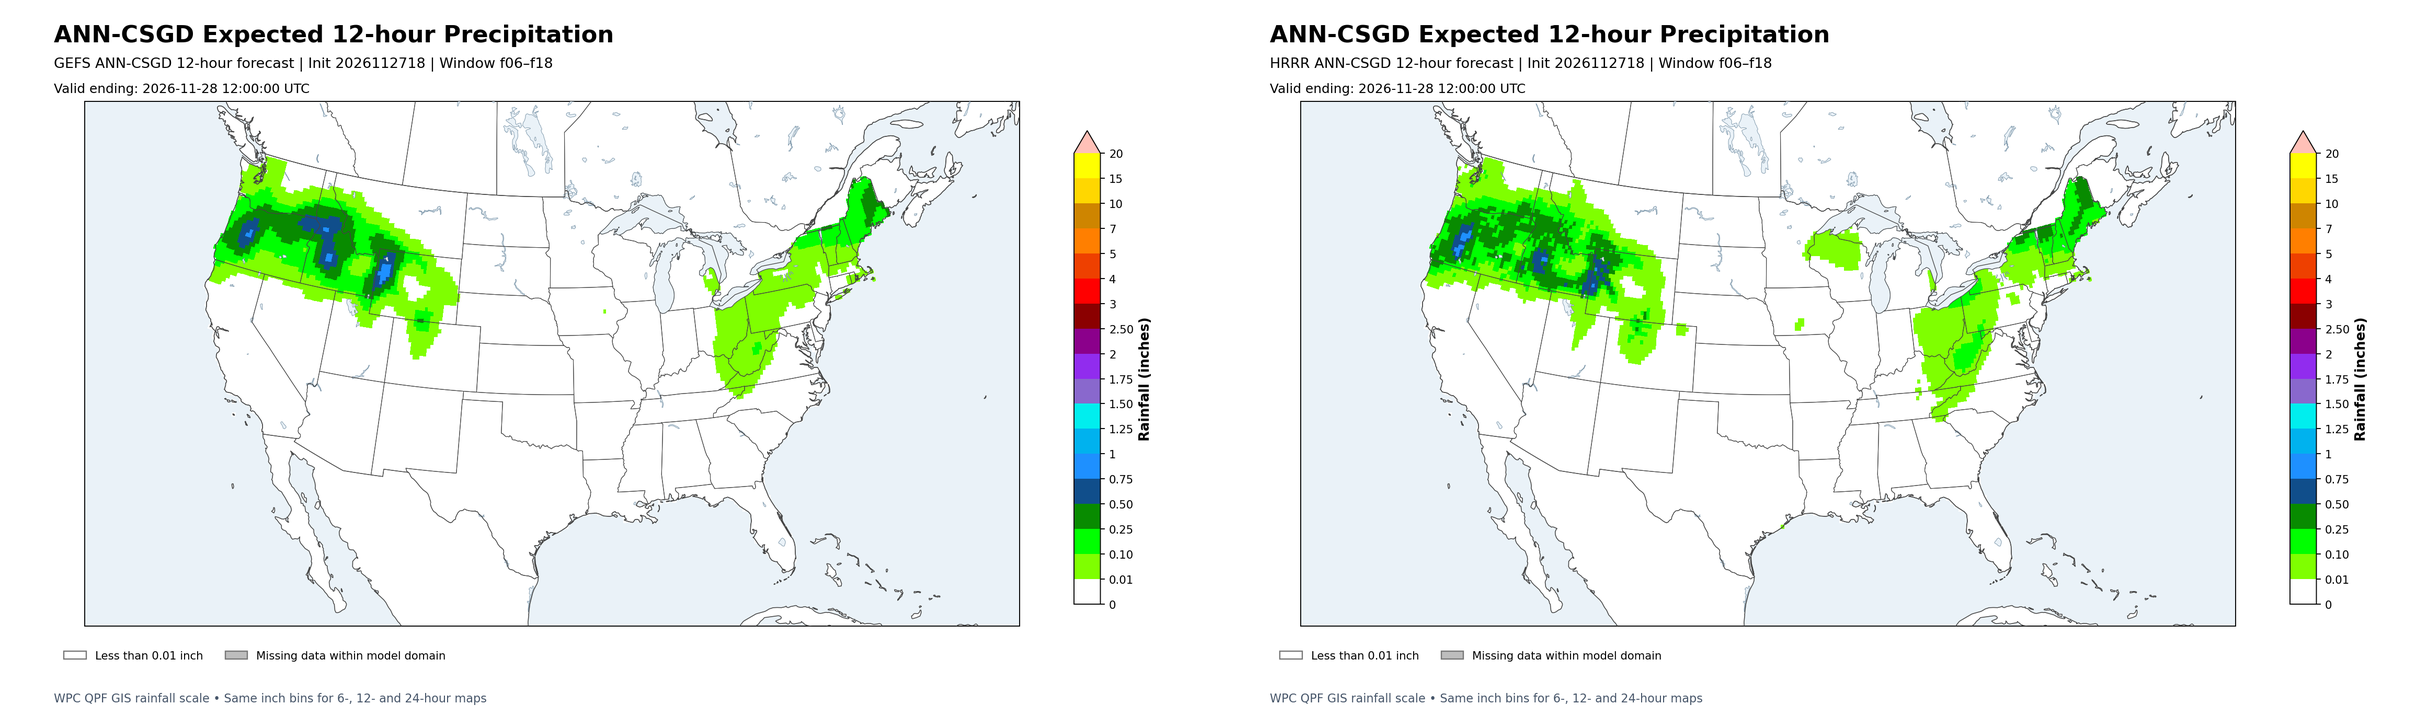 ANN-CSGD Expected 12-hour Precipitation
GEFS ANN-CSGD 12-hour forecast | Init 2026112718 | Window f06–f18
Valid ending: 2026-11-28 12:00:00 UTC
20
15
10
7
5
4
3
2.50
2
1.75
1.50
1.25
1
0.75
0.50
0.25
0.10
0.01
0
Rainfall (inches)
Less than 0.01 inch
Missing data within model domain
WPC QPF GIS rainfall scale • Same inch bins for 6-, 12- and 24-hour maps
ANN-CSGD Expected 12-hour Precipitation
HRRR ANN-CSGD 12-hour forecast | Init 2026112718 | Window f06–f18
Valid ending: 2026-11-28 12:00:00 UTC
20
15
10
7
5
4
3
2.50
2
1.75
1.50
1.25
1
0.75
0.50
0.25
0.10
0.01
0
Rainfall (inches)
Less than 0.01 inch
Missing data within model domain
WPC QPF GIS rainfall scale • Same inch bins for 6-, 12- and 24-hour maps